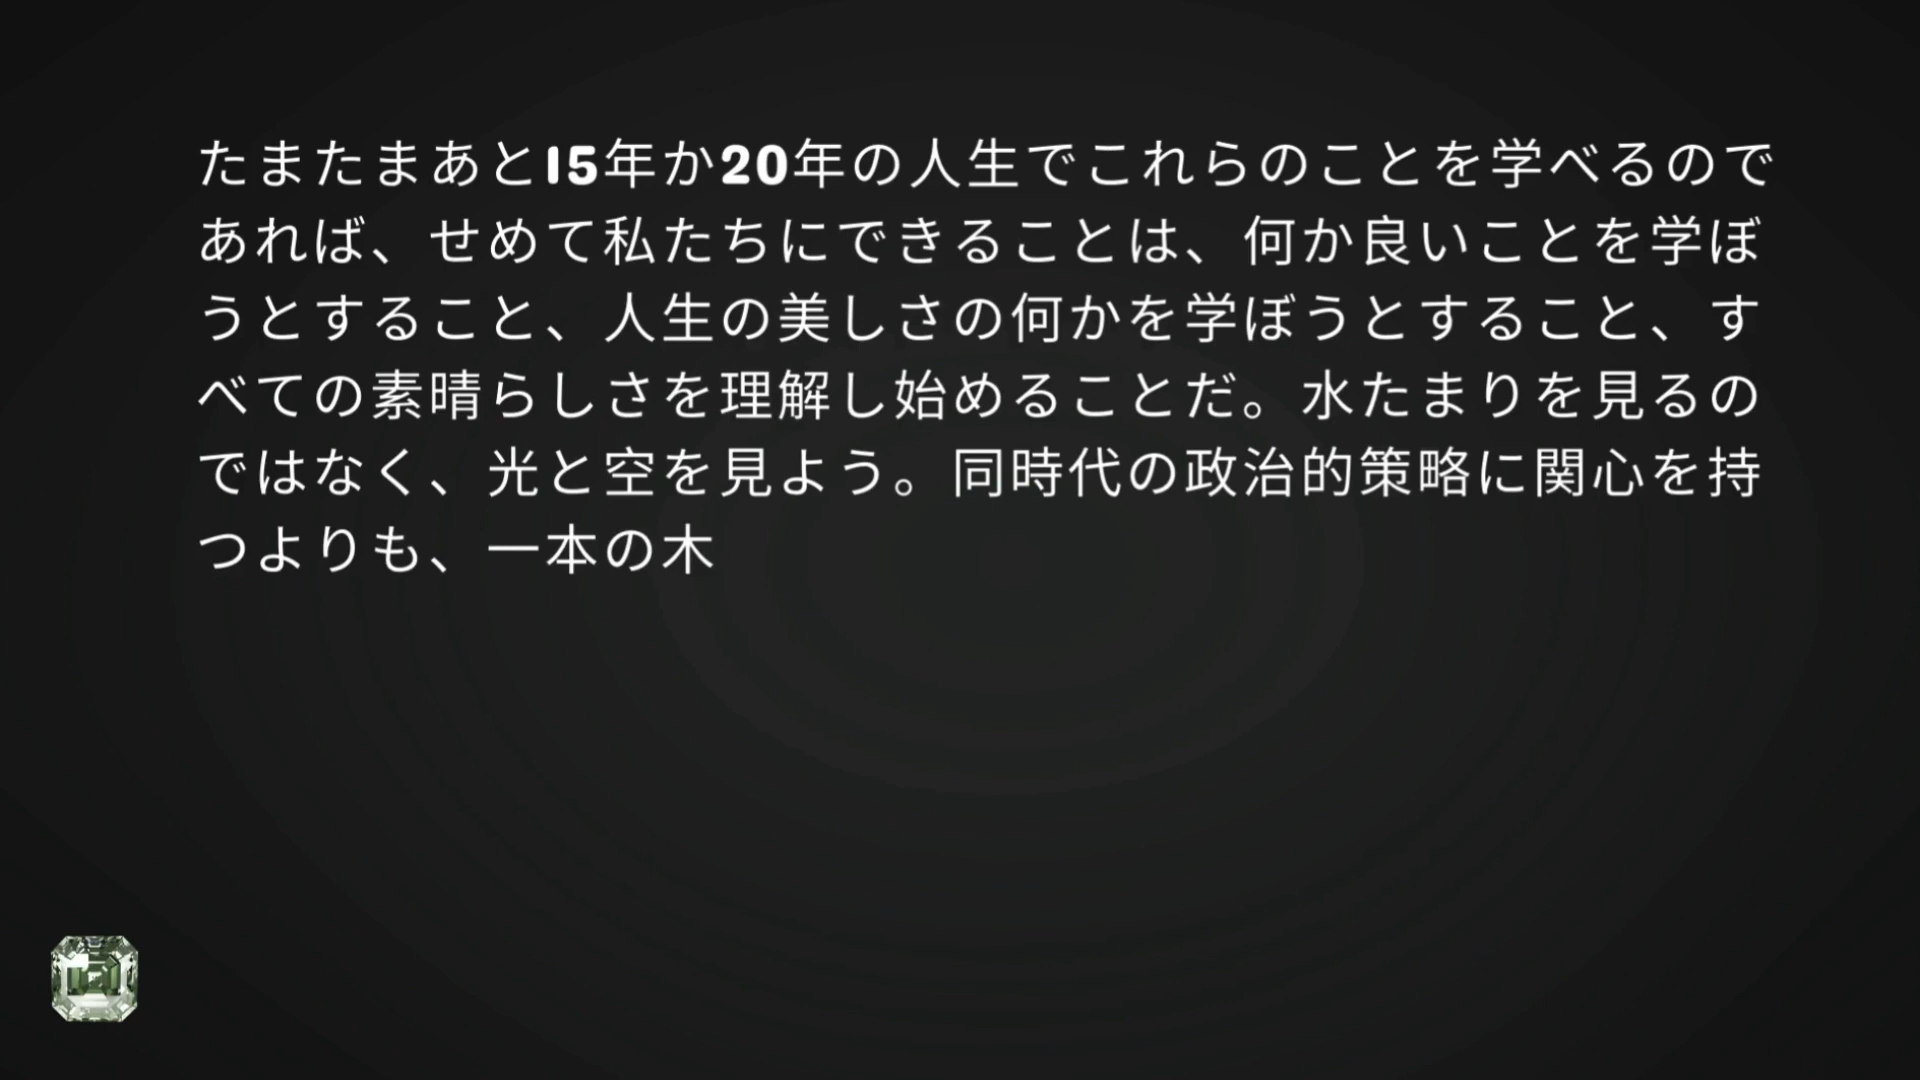 たまたまあと15年か20年の人生でこれらのことを学べるので
あれば、せめて私たちにできることは、何か良いことを学ぼ
うとすること、人生の美しさの何かを学ぼうとすること、す
べての素晴らしさを理解し始めることだ。水たまりを見るの
ではなく、光と空を見よう。同時代の政治的策略に関心を持
つよりも、一本の木